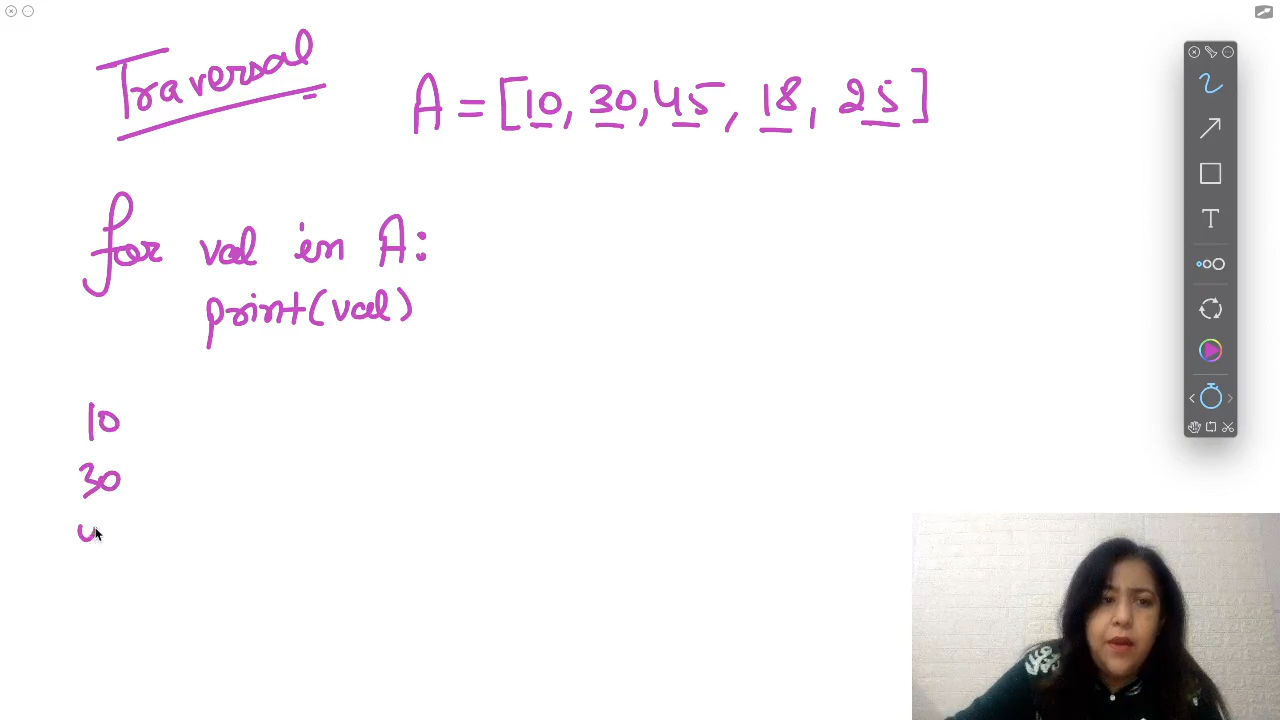 Traversal
A = [10, 30, 45, 18, 25]
for val in A:
print(val)
10
30
T